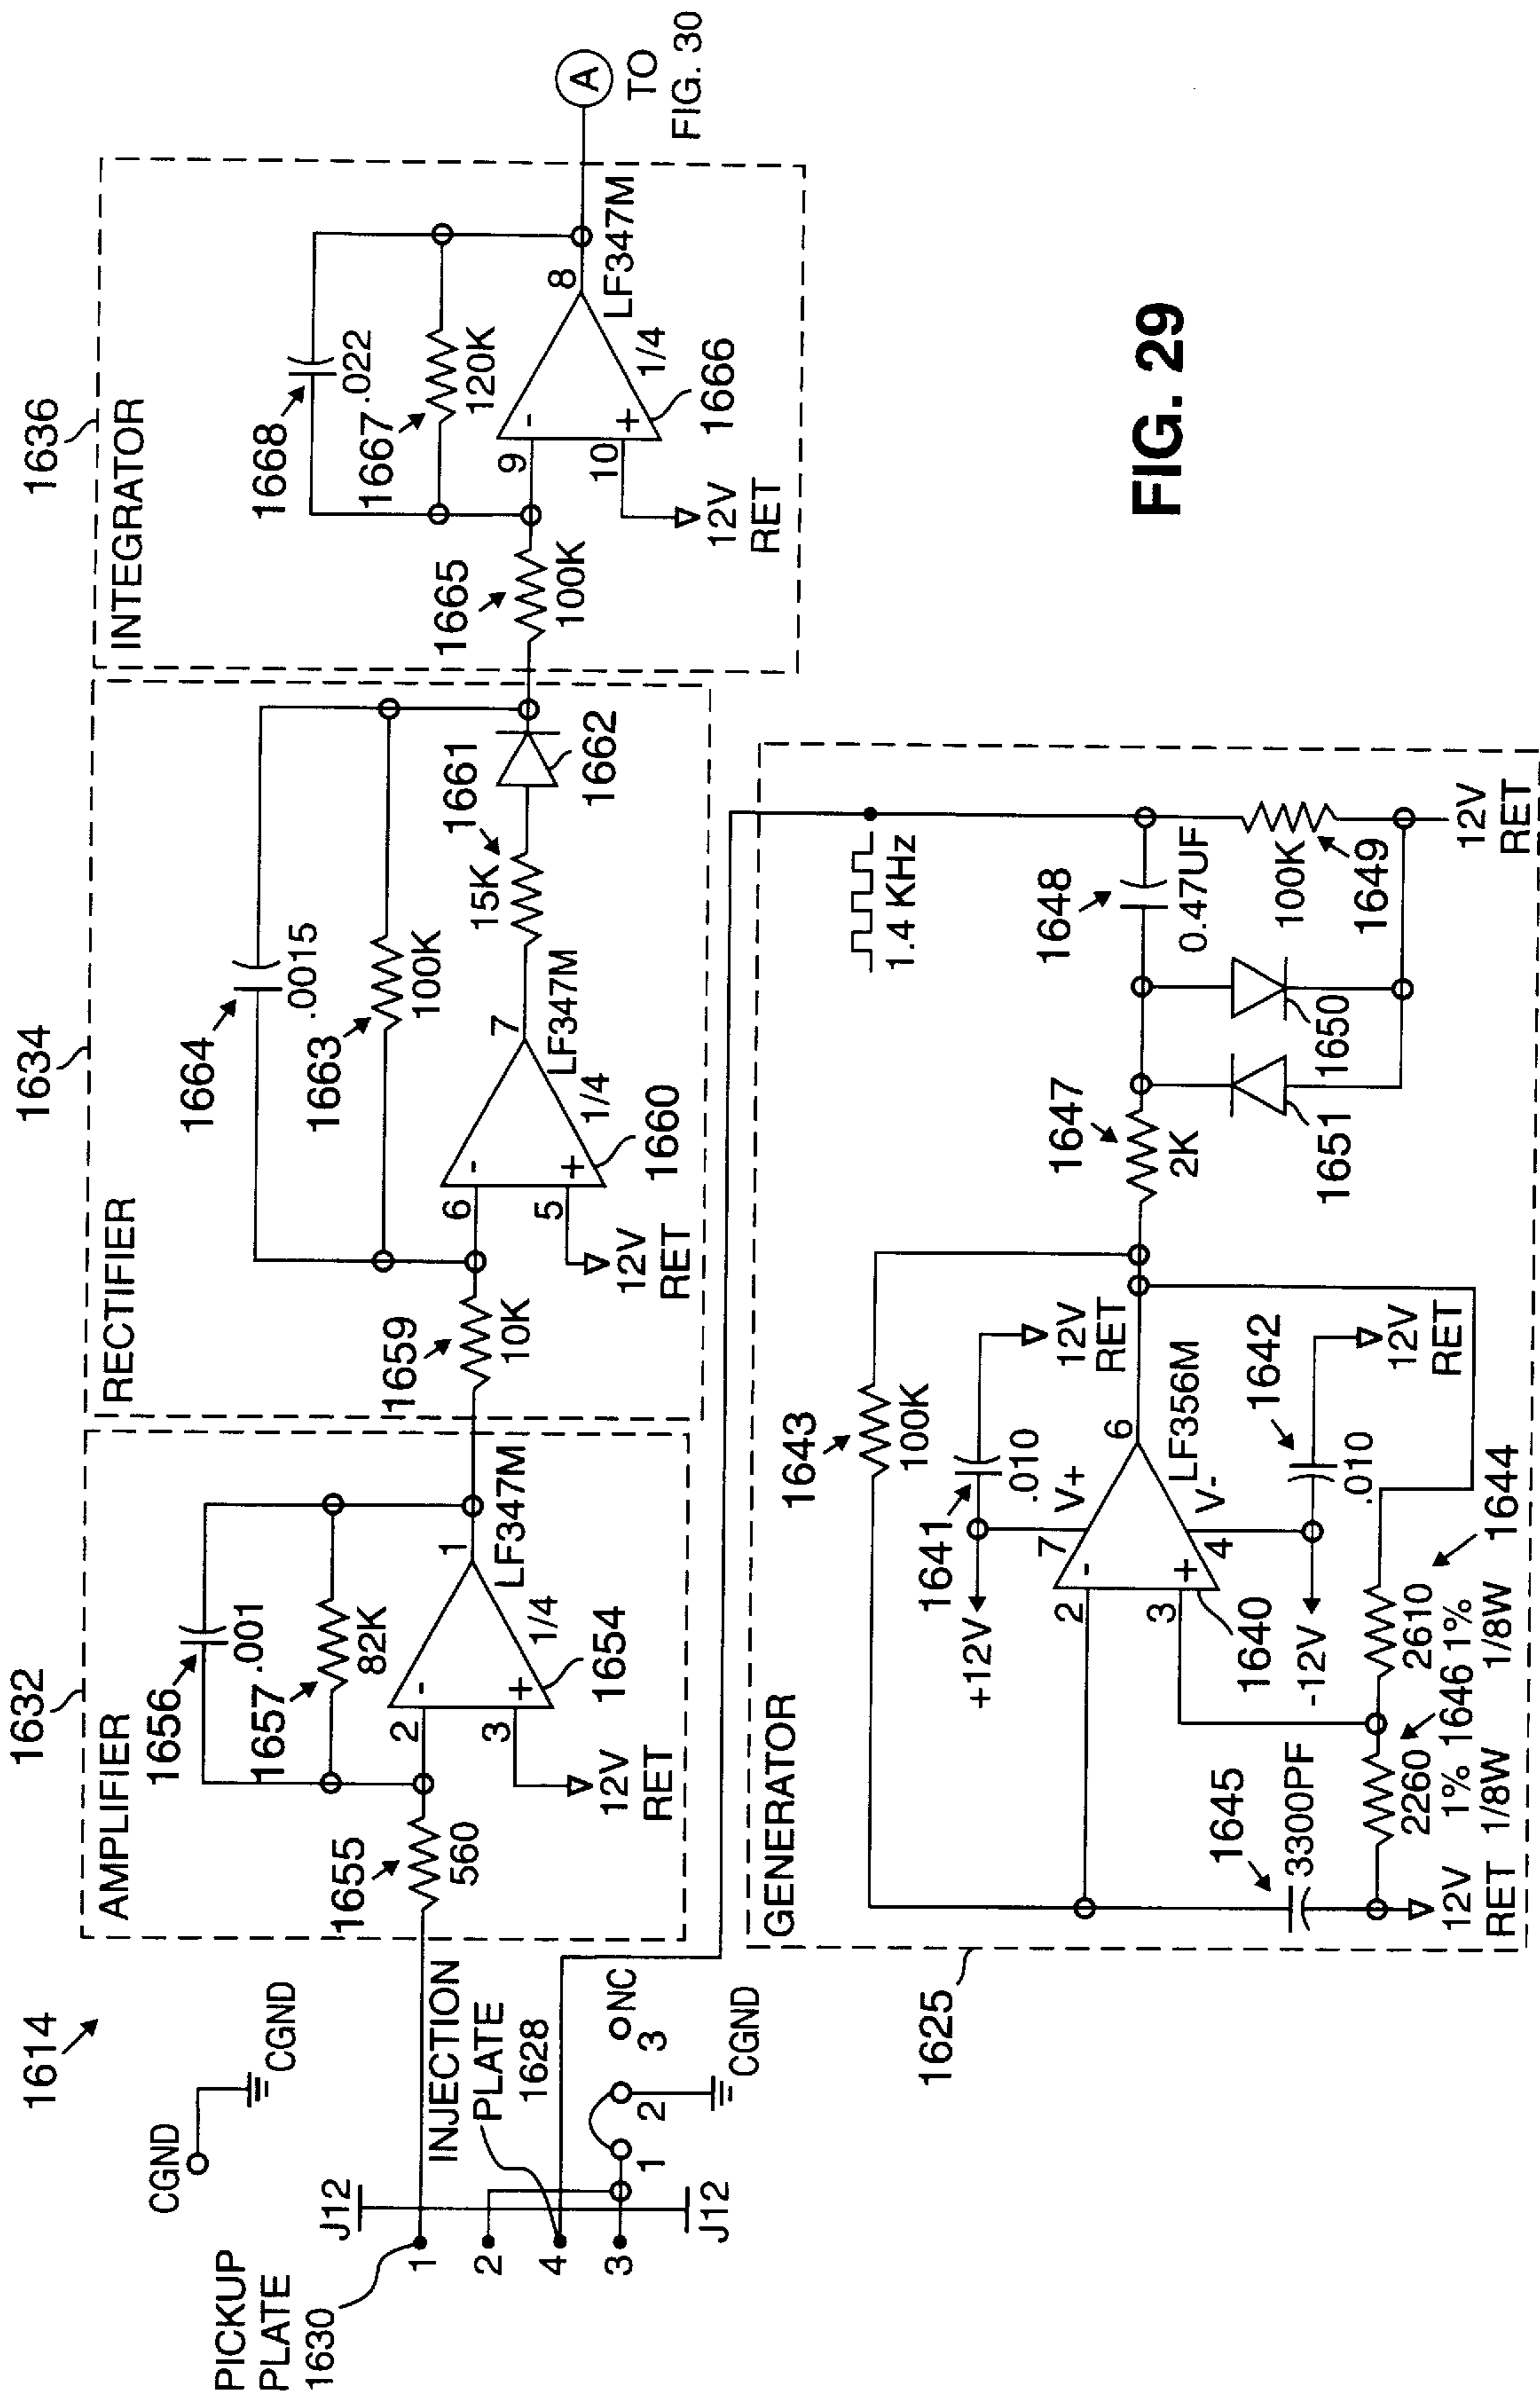 1614
CGND
CGND
PICKUP
PLATE
1630
J12
1
2
4
3
J12
INJECTION
PLATE
1628
1
2
3
NC
CGND
1632
AMPLIFIER
1655
560
1656
.001
1657
82K
2
3
1
LF347M
1/4
1654
12V
RET
1634
RECTIFIER
1659
10K
1664
.0015
1663
100K
6
5
7
LF347M
1/4
1660
12V
RET
15K
1661
1662
1636
INTEGRATOR
1665
100K
1668
.022
1667
120K
9
10
8
LF347M
1/4
1666
12V
RET
A
TO
FIG. 30
1625
GENERATOR
1643
100K
1641
.010
+12V
12V
RET
V+
7
2
-
+
3
4
6
V-
LF356M
1640
-12V
1642
.010
12V
RET
1645
3300PF
2260
1%
1/8W
1646
2610
1%
1/8W
1644
12V
RET
1647
2K
1651
1650
1648
0.47UF
100K
1649
12V
RET
1.4 KHz
FIG. 29